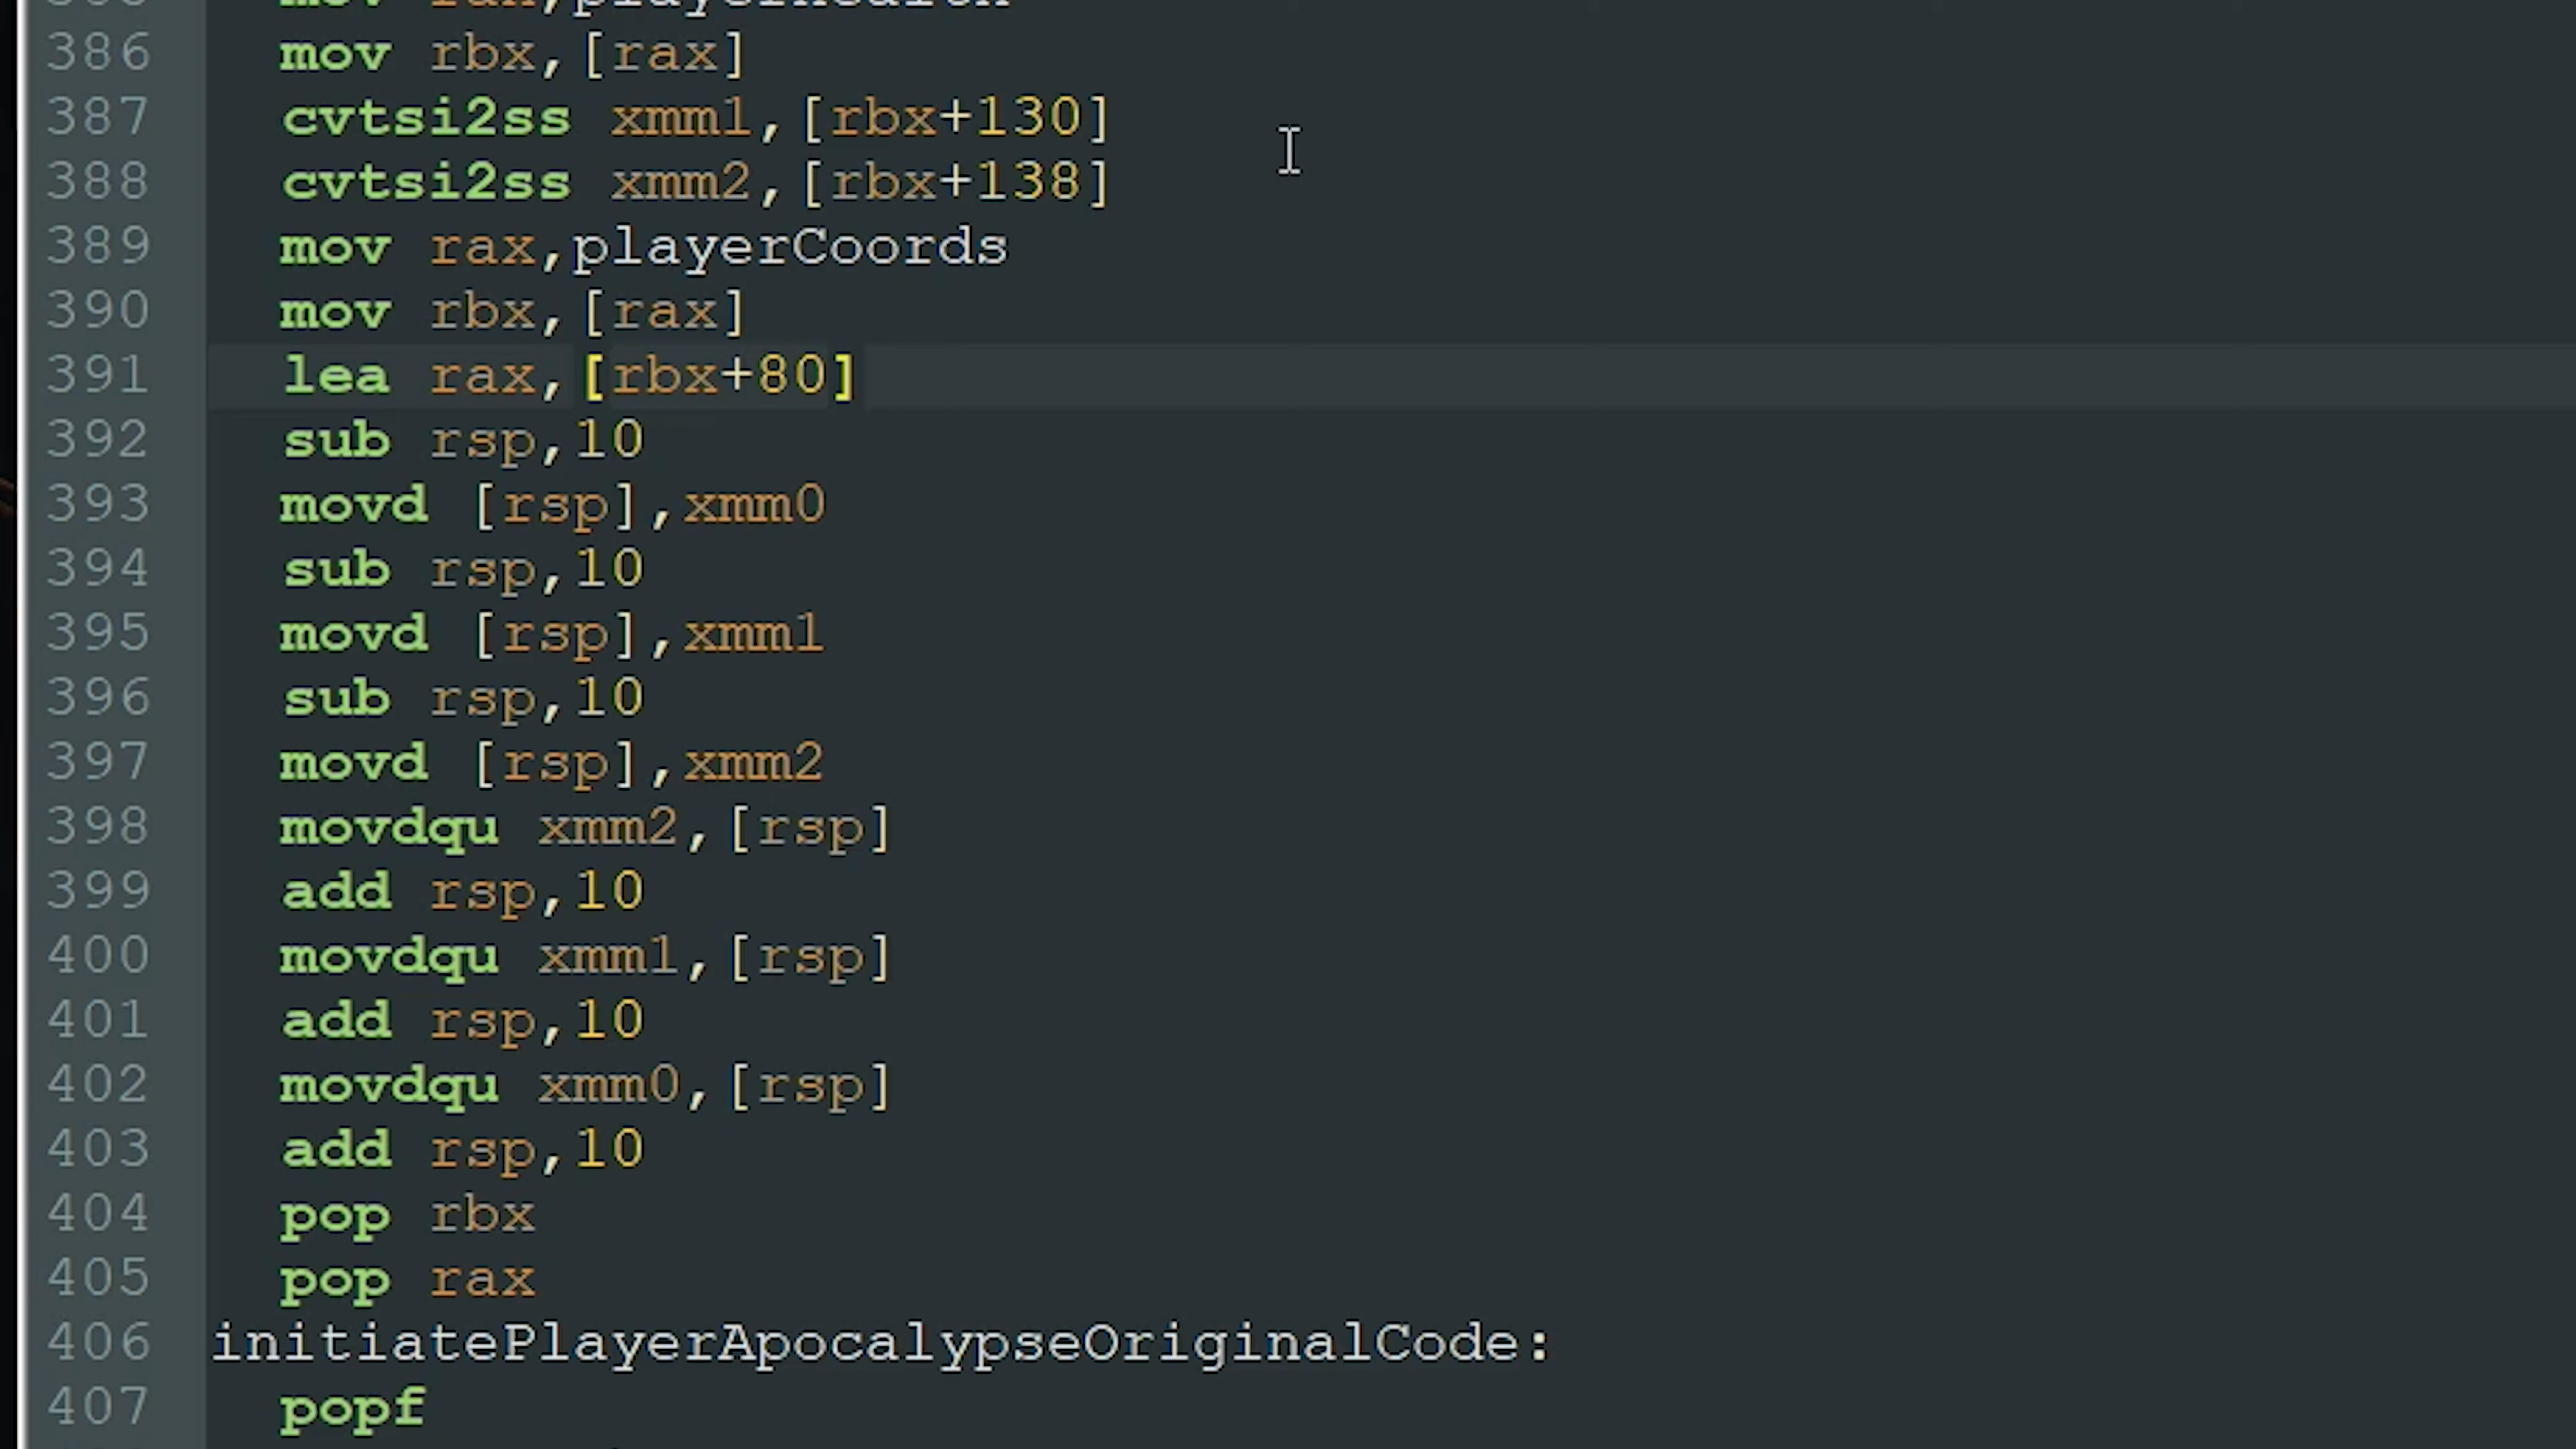 386 mov rbx,[rax]
387 cvtsi2ss xmm1,[rbx+130]
388 cvtsi2ss xmm2,[rbx+138]
389 mov rax,playerCoords
390 mov rbx,[rax]
391 lea rax,[rbx+80]
392 sub rsp,10
393 movd [rsp],xmm0
394 sub rsp,10
395 movd [rsp],xmm1
396 sub rsp,10
397 movd [rsp],xmm2
398 movdqu xmm2,[rsp]
399 add rsp,10
400 movdqu xmm1,[rsp]
401 add rsp,10
402 movdqu xmm0,[rsp]
403 add rsp,10
404 pop rbx
405 pop rax
406 initiatePlayerApocalypseOriginalCode:
407 popf